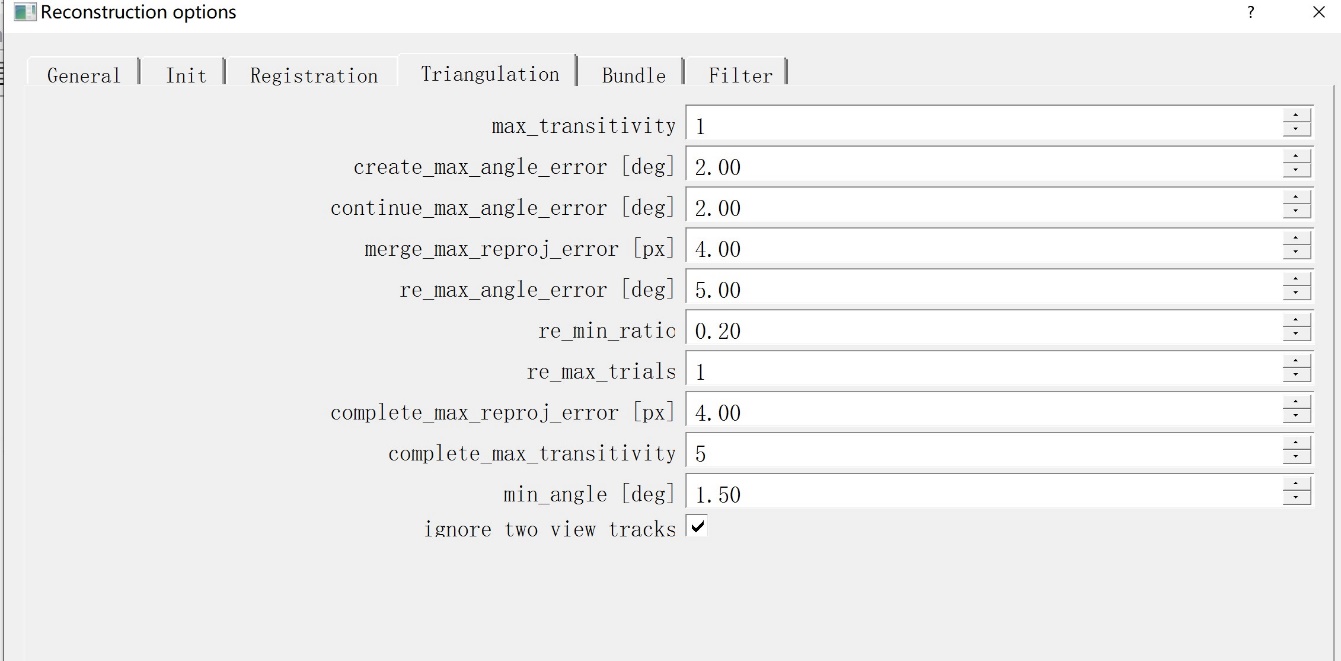 Reconstruction options
? ×
General Init Registration Triangulation Bundle Filter
max_transitivity 1
create_max_angle_error [deg] 2.00
continue_max_angle_error [deg] 2.00
merge_max_reproj_error [px] 4.00
re_max_angle_error [deg] 5.00
re_min_ratio 0.20
re_max_trials 1
complete_max_reproj_error [px] 4.00
complete_max_transitivity 5
min_angle [deg] 1.50
ignore two view tracks